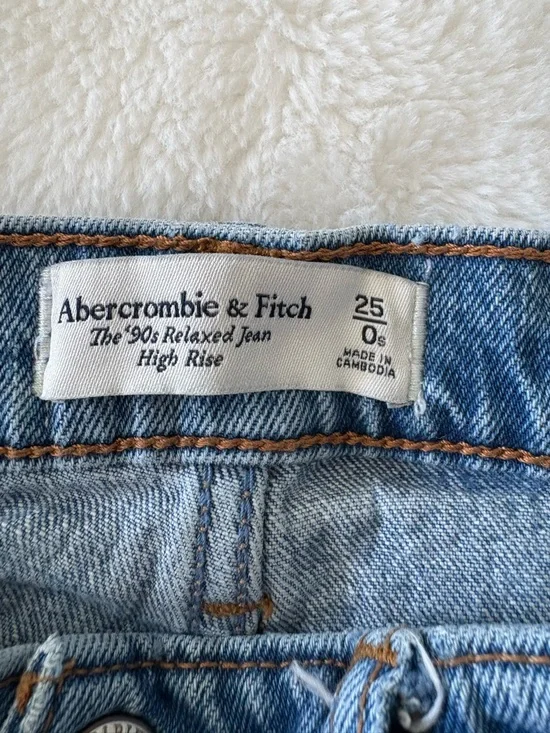 Abercrombie & Fitch
The '90s Relaxed Jean
High Rise
25
0s
MADE IN
CAMBODIA